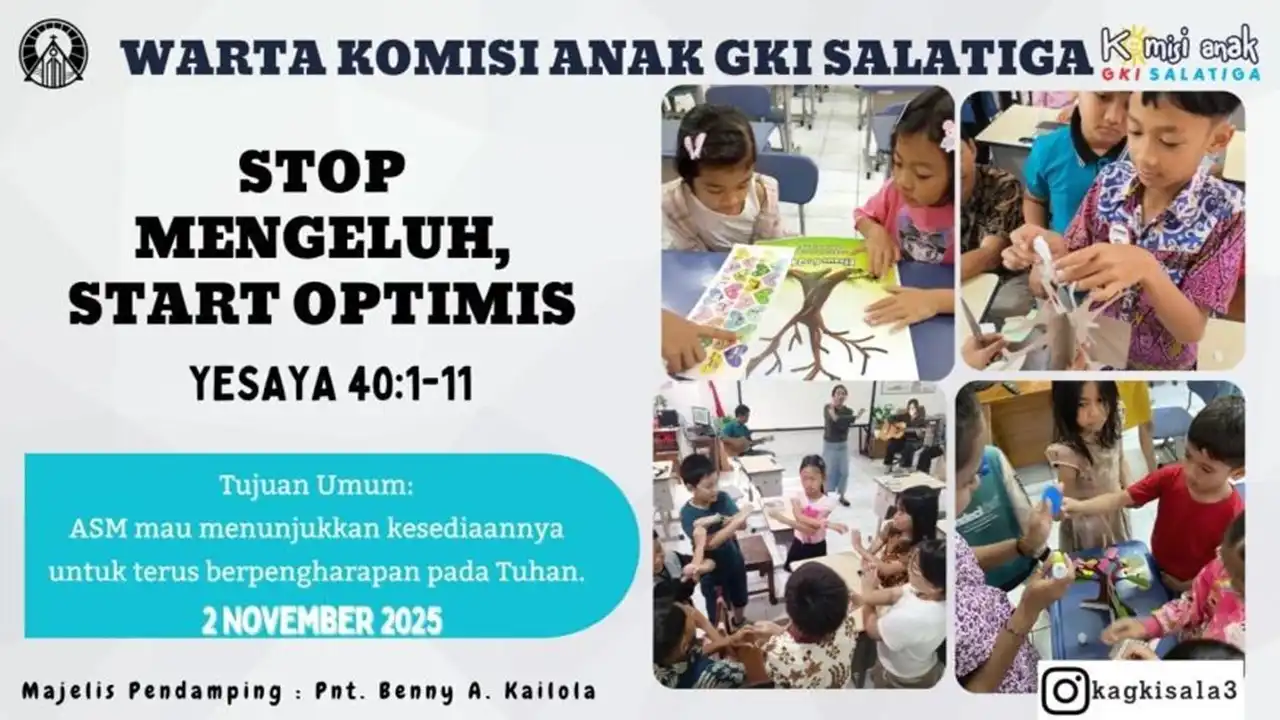 WARTA KOMISI ANAK GKI SALATIGA
Komisi anak
GKI SALATIGA
STOP
MENGELUH,
START OPTIMIS
YESAYA 40:1-11
Tujuan Umum:
ASM mau menunjukkan kesediaannya
untuk terus berpengharapan pada Tuhan.
2 NOVEMBER 2025
Majelis Pendamping : Pnt. Benny A. Kailola
kagkisala3